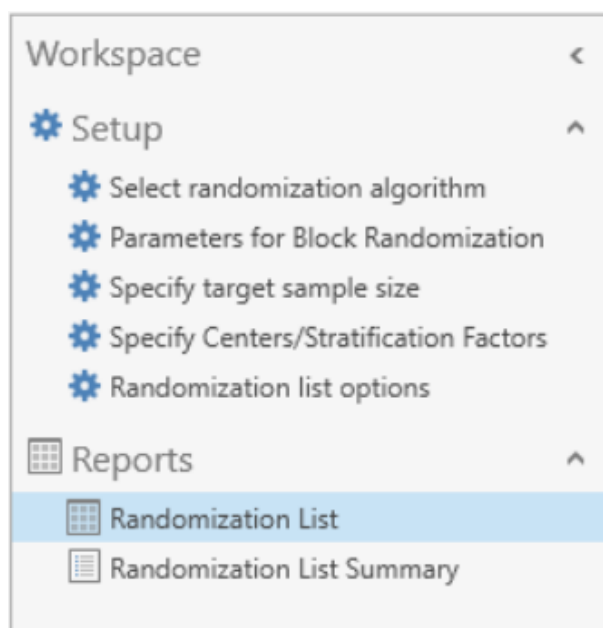 Workspace
Setup
Select randomization algorithm
Parameters for Block Randomization
Specify target sample size
Specify Centers/Stratification Factors
Randomization list options
Reports
Randomization List
Randomization List Summary